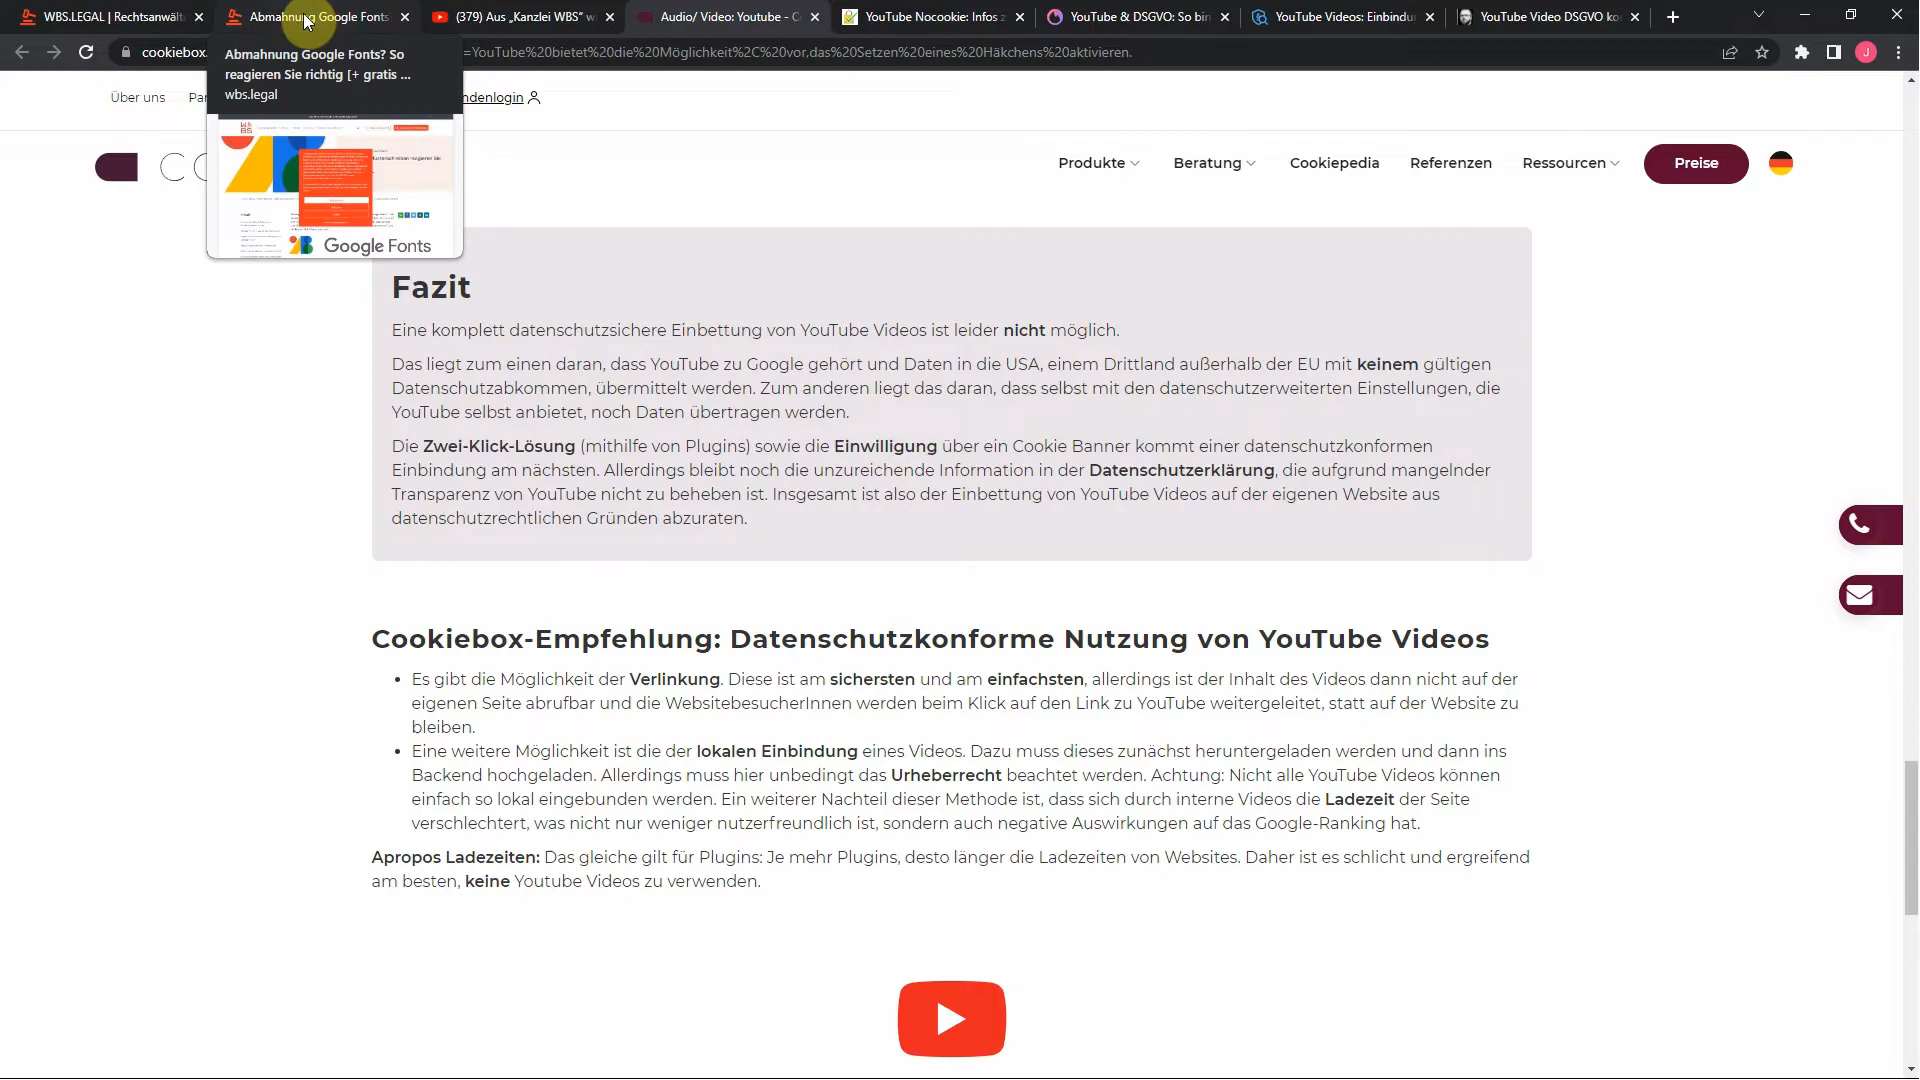 WBS.LEGAL | Rechtsanwält
Abmahnung Google Fonts
(379) Aus „Kanzlei WBS" w
Audio/ Video: Youtube - C
YouTube Nocookie: Infos z
YouTube & DSGVO: So bin
YouTube Videos: Einbindu
YouTube Video DSGVO ko
cookiebox.
=YouTube%20bietet%20die%20Möglichkeit%2C%20vor,das%20Setzen%20eines%20Häkchens%20aktivieren.
J
Abmahnung Google Fonts? So
reagieren Sie richtig [+ gratis ...
wbs.legal
Google Fonts
Über uns
Par
ndenlogin
CO
Produkte
Beratung
Cookiepedia
Referenzen
Ressourcen
Preise
Fazit
Eine komplett datenschutzsichere Einbettung von YouTube Videos ist leider nicht möglich.
Das liegt zum einen daran, dass YouTube zu Google gehört und Daten in die USA, einem Drittland außerhalb der EU mit keinem gültigen
Datenschutzabkommen, übermittelt werden. Zum anderen liegt das daran, dass selbst mit den datenschutzerweiterten Einstellungen, die
YouTube selbst anbietet, noch Daten übertragen werden.
Die Zwei-Klick-Lösung (mithilfe von Plugins) sowie die Einwilligung über ein Cookie Banner kommt einer datenschutzkonformen
Einbindung am nächsten. Allerdings bleibt noch die unzureichende Information in der Datenschutzerklärung, die aufgrund mangelnder
Transparenz von YouTube nicht zu beheben ist. Insgesamt ist also der Einbettung von YouTube Videos auf der eigenen Website aus
datenschutzrechtlichen Gründen abzuraten.
Cookiebox-Empfehlung: Datenschutzkonforme Nutzung von YouTube Videos
• Es gibt die Möglichkeit der Verlinkung. Diese ist am sichersten und am einfachsten, allerdings ist der Inhalt des Videos dann nicht auf der
eigenen Seite abrufbar und die WebsitebesucherInnen werden beim Klick auf den Link zu YouTube weitergeleitet, statt auf der Website zu
bleiben.
• Eine weitere Möglichkeit ist die der lokalen Einbindung eines Videos. Dazu muss dieses zunächst heruntergeladen werden und dann ins
Backend hochgeladen. Allerdings muss hier unbedingt das Urheberrecht beachtet werden. Achtung: Nicht alle YouTube Videos können
einfach so lokal eingebunden werden. Ein weiterer Nachteil dieser Methode ist, dass sich durch interne Videos die Ladezeit der Seite
verschlechtert, was nicht nur weniger nutzerfreundlich ist, sondern auch negative Auswirkungen auf das Google-Ranking hat.
Apropos Ladezeiten: Das gleiche gilt für Plugins: Je mehr Plugins, desto länger die Ladezeiten von Websites. Daher ist es schlicht und ergreifend
am besten, keine Youtube Videos zu verwenden.